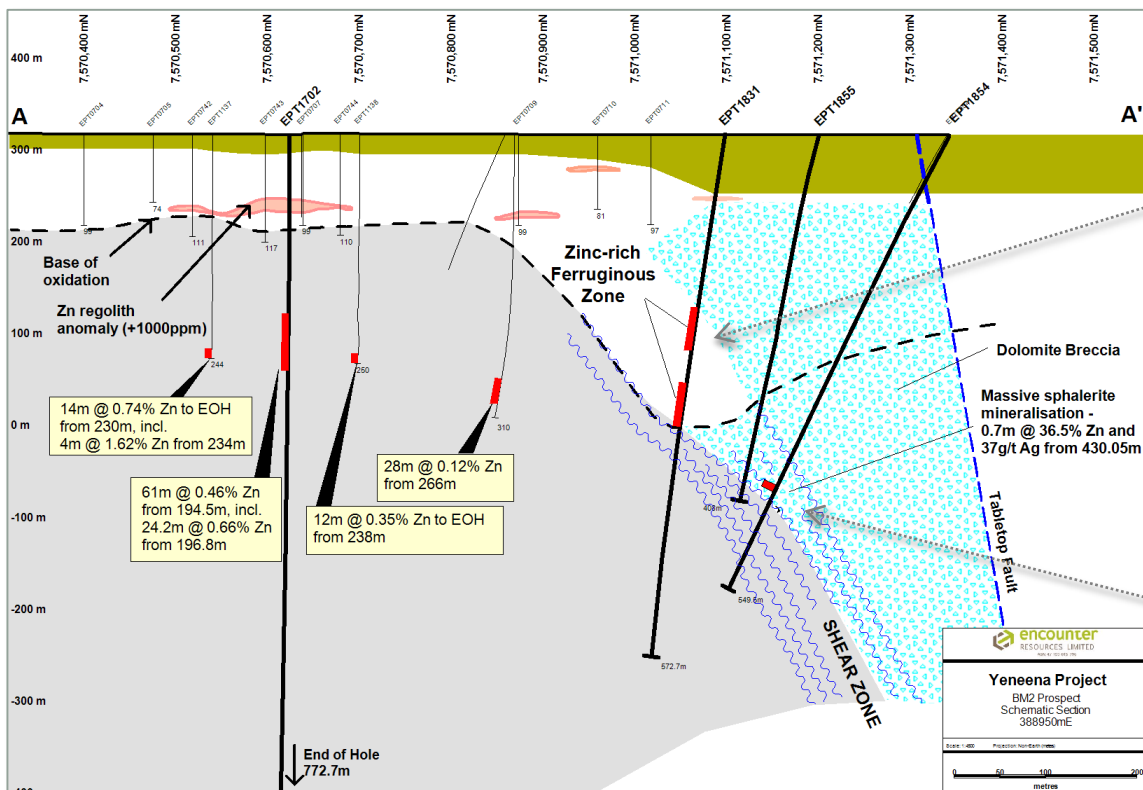 7,570,400 mN
7,570,500 mN
7,570,600 mN
7,570,700 mN
7,570,800 mN
7,570,900 mN
7,571,000 mN
7,571,100 mN
7,571,200 mN
7,571,300 mN
7,571,400 mN
7,571,500 mN
400 m
A
EPT0704
EPT0705
EPT0742
EPT1137
EPT0743
EPT1702
EPT0707
EPT0744
EPT1138
EPT0709
EPT0710
EPT0711
EPT1831
EPT1855
EPT1854
A'
300 m
74
99
111
117
99
110
99
81
97
200 m
Base of
oxidation
Zn regolith
anomaly (+1000ppm)
Zinc-rich
Ferruginous
Zone
100 m
244
260
310
Dolomite Breccia
Massive sphalerite
mineralisation -
0.7m @ 36.5% Zn and
37g/t Ag from 430.05m
14m @ 0.74% Zn to EOH
from 230m, incl.
4m @ 1.62% Zn from 234m
0 m
28m @ 0.12% Zn
from 266m
61m @ 0.46% Zn
from 194.5m, incl.
24.2m @ 0.66% Zn
from 196.8m
12m @ 0.35% Zn to EOH
from 238m
-100 m
Tabletop Fault
-200 m
572.7m
SHEAR ZONE
-300 m
End of Hole
772.7m
encounter
RESOURCES LIMITED
Yeneena Project
BM2 Prospect
Schematic Section
388950mE
0
50
100
200
metres